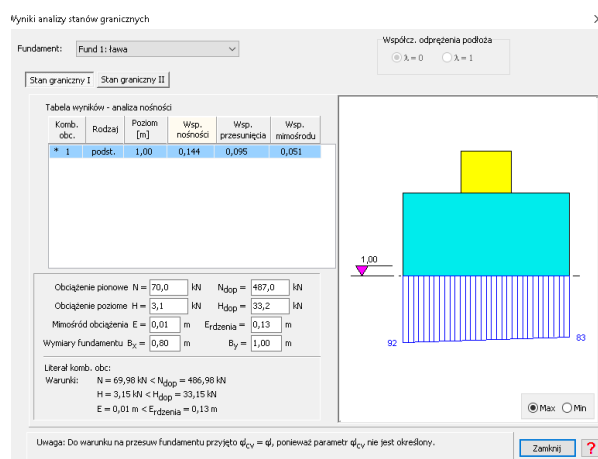 Wyniki analizy stanów granicznych
Fundament: Fund 1: ława
Współcz. odprężenia podłoża
λ = 0 λ = 1
Stan graniczny I Stan graniczny II
Tabela wyników - analiza nośności
Komb. obc. Rodzaj Poziom [m] Wsp. nośności Wsp. przesunięcia Wsp. mimośrodu
* 1 podst. 1,00 0,144 0,095 0,051
1,00
92 83
Obciążenie pionowe N = 70,0 kN Ndop = 487,0 kN
Obciążenie poziome H = 3,1 kN Hdop = 33,2 kN
Mimośród obciążenia E = 0,01 m Erdzenia = 0,13 m
Wymiary fundamentu Bx = 0,80 m By = 1,00 m
Literał komb. obc:
Warunki: N = 69,98 kN < Ndop = 486,98 kN
H = 3,15 kN < Hdop = 33,15 kN
E = 0,01 m < Erdzenia = 0,13 m
Max Min
Uwaga: Do warunku na przesuw fundamentu przyjęto φ'cv = φ', ponieważ parametr φ'cv nie jest określony.
Zamknij ?